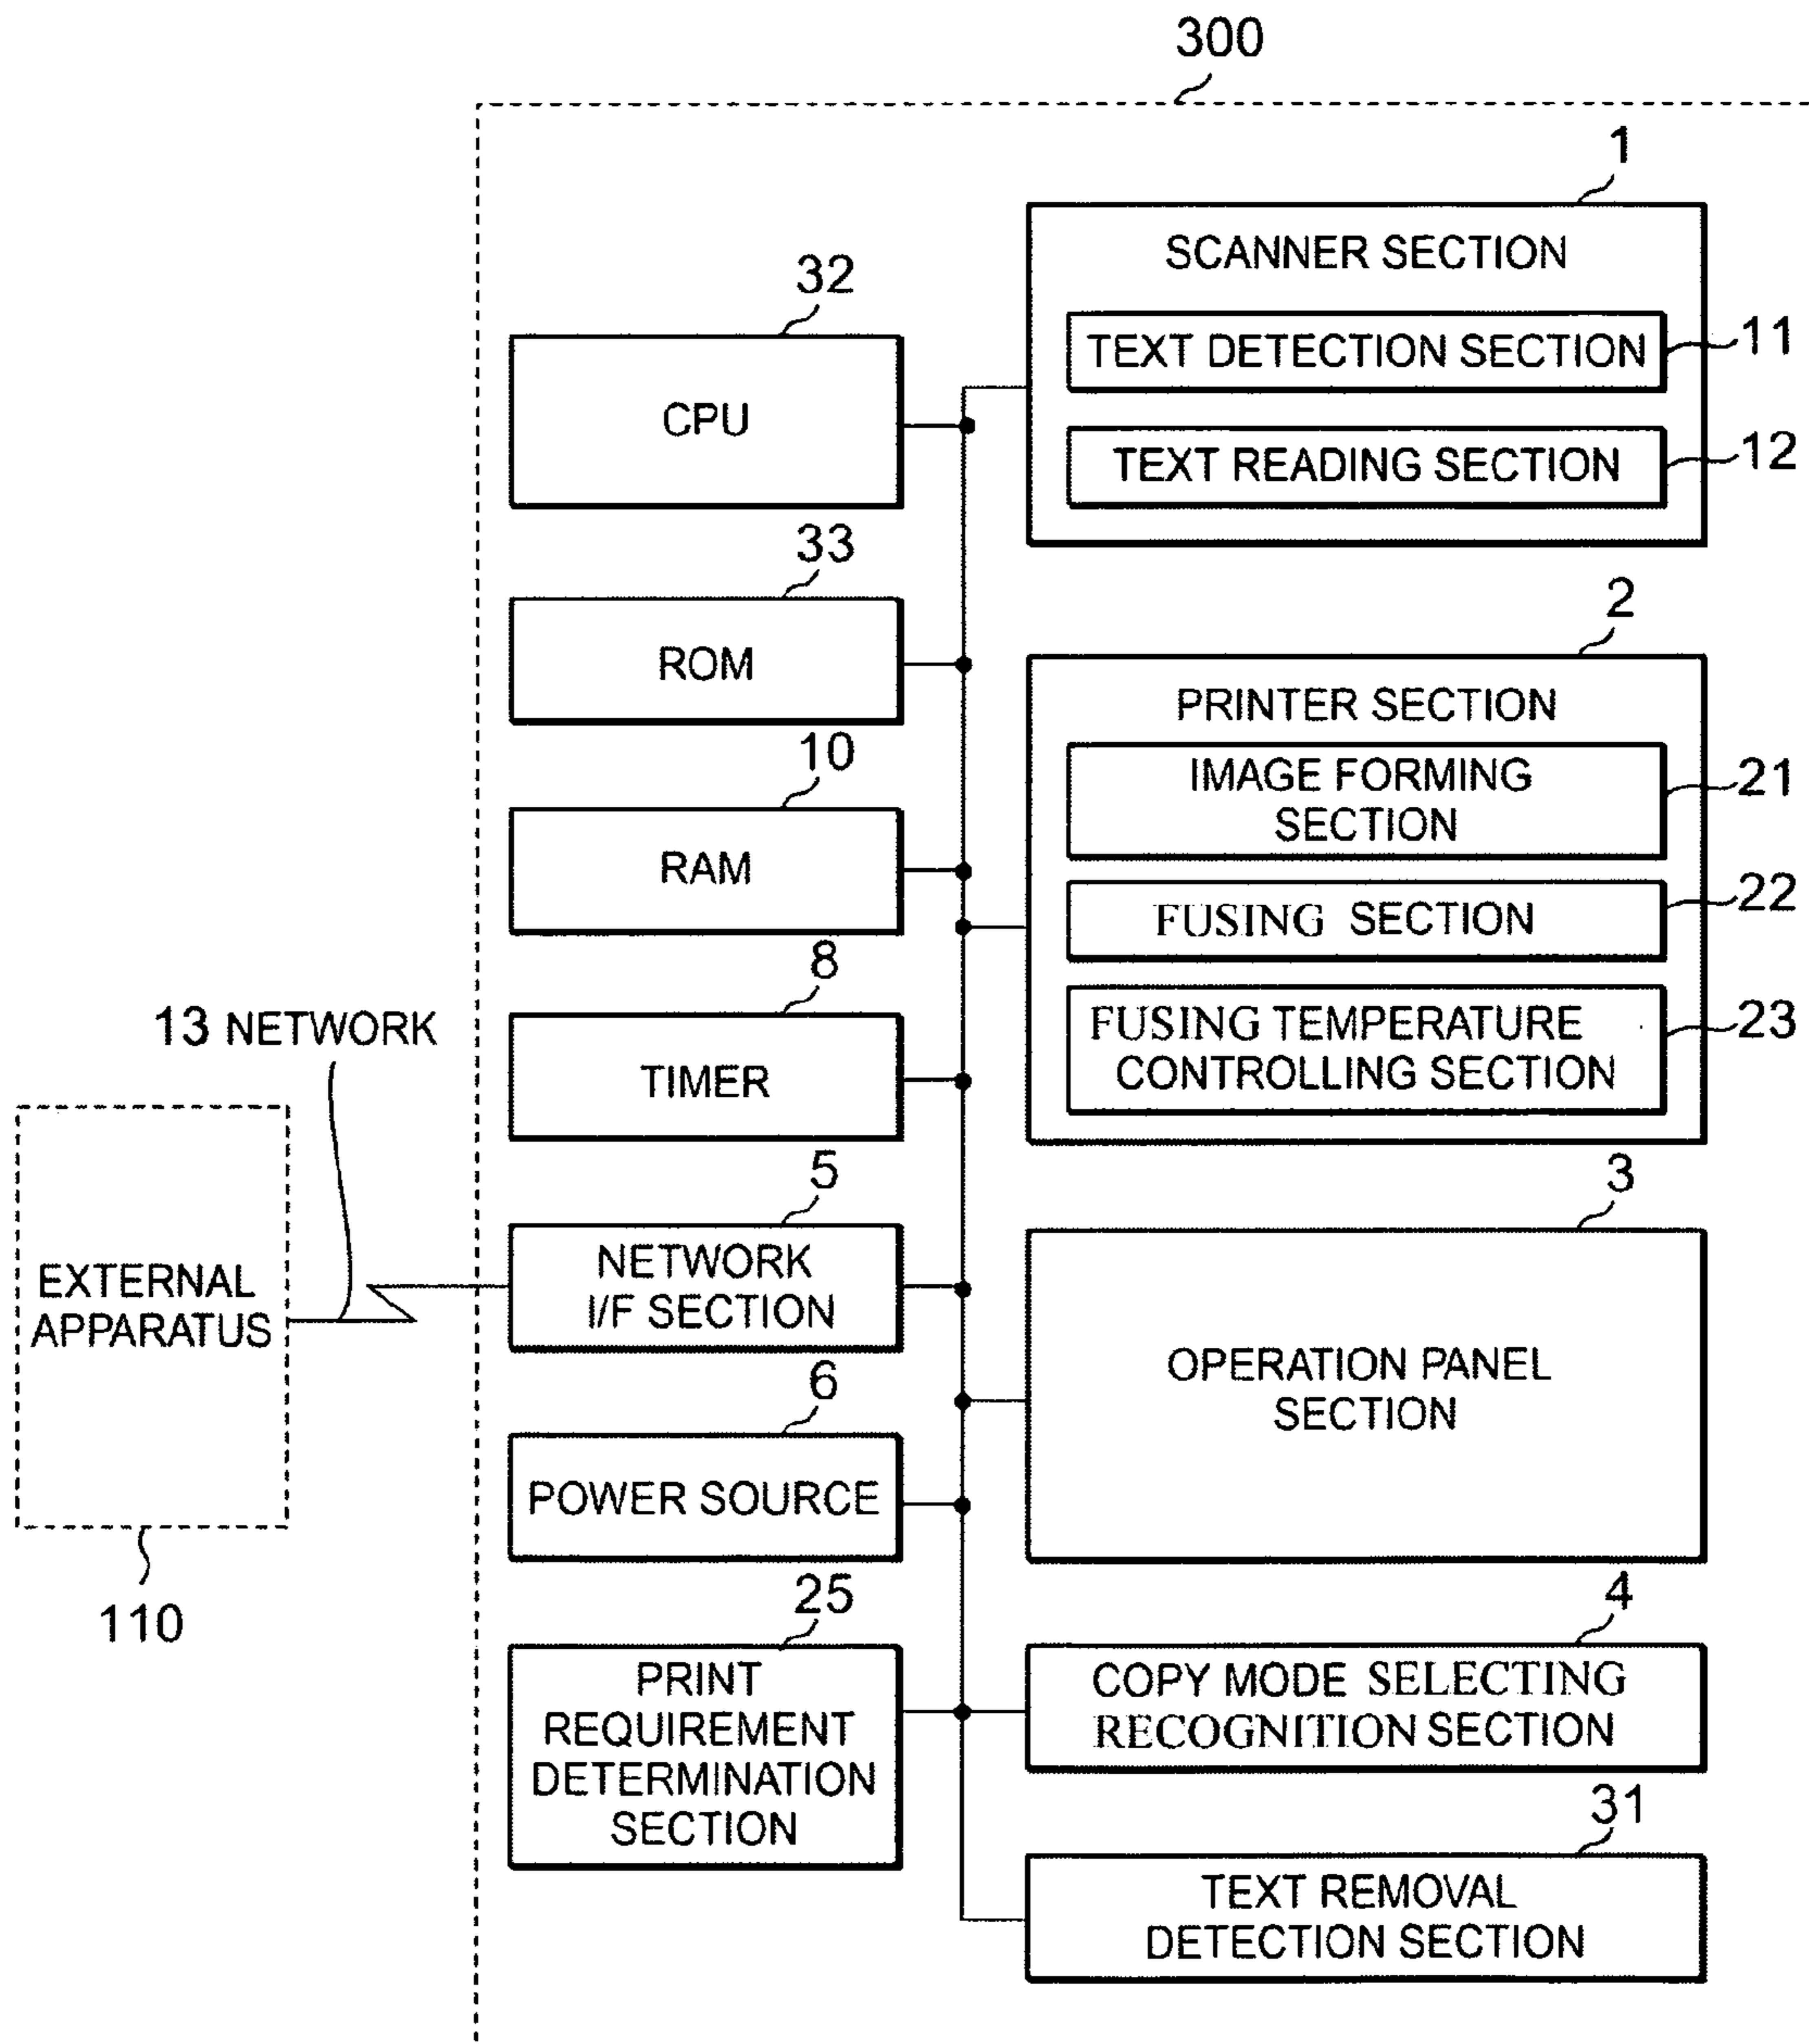 300
1
SCANNER SECTION
TEXT DETECTION SECTION
11
TEXT READING SECTION
12
32
CPU
33
ROM
10
RAM
8
TIMER
13 NETWORK
5
NETWORK
I/F SECTION
EXTERNAL
APPARATUS
110
6
POWER SOURCE
25
PRINT
REQUIREMENT
DETERMINATION
SECTION
2
PRINTER SECTION
IMAGE FORMING
SECTION
21
FUSING SECTION
22
FUSING TEMPERATURE
CONTROLLING SECTION
23
3
OPERATION PANEL
SECTION
4
COPY MODE SELECTING
RECOGNITION SECTION
31
TEXT REMOVAL
DETECTION SECTION